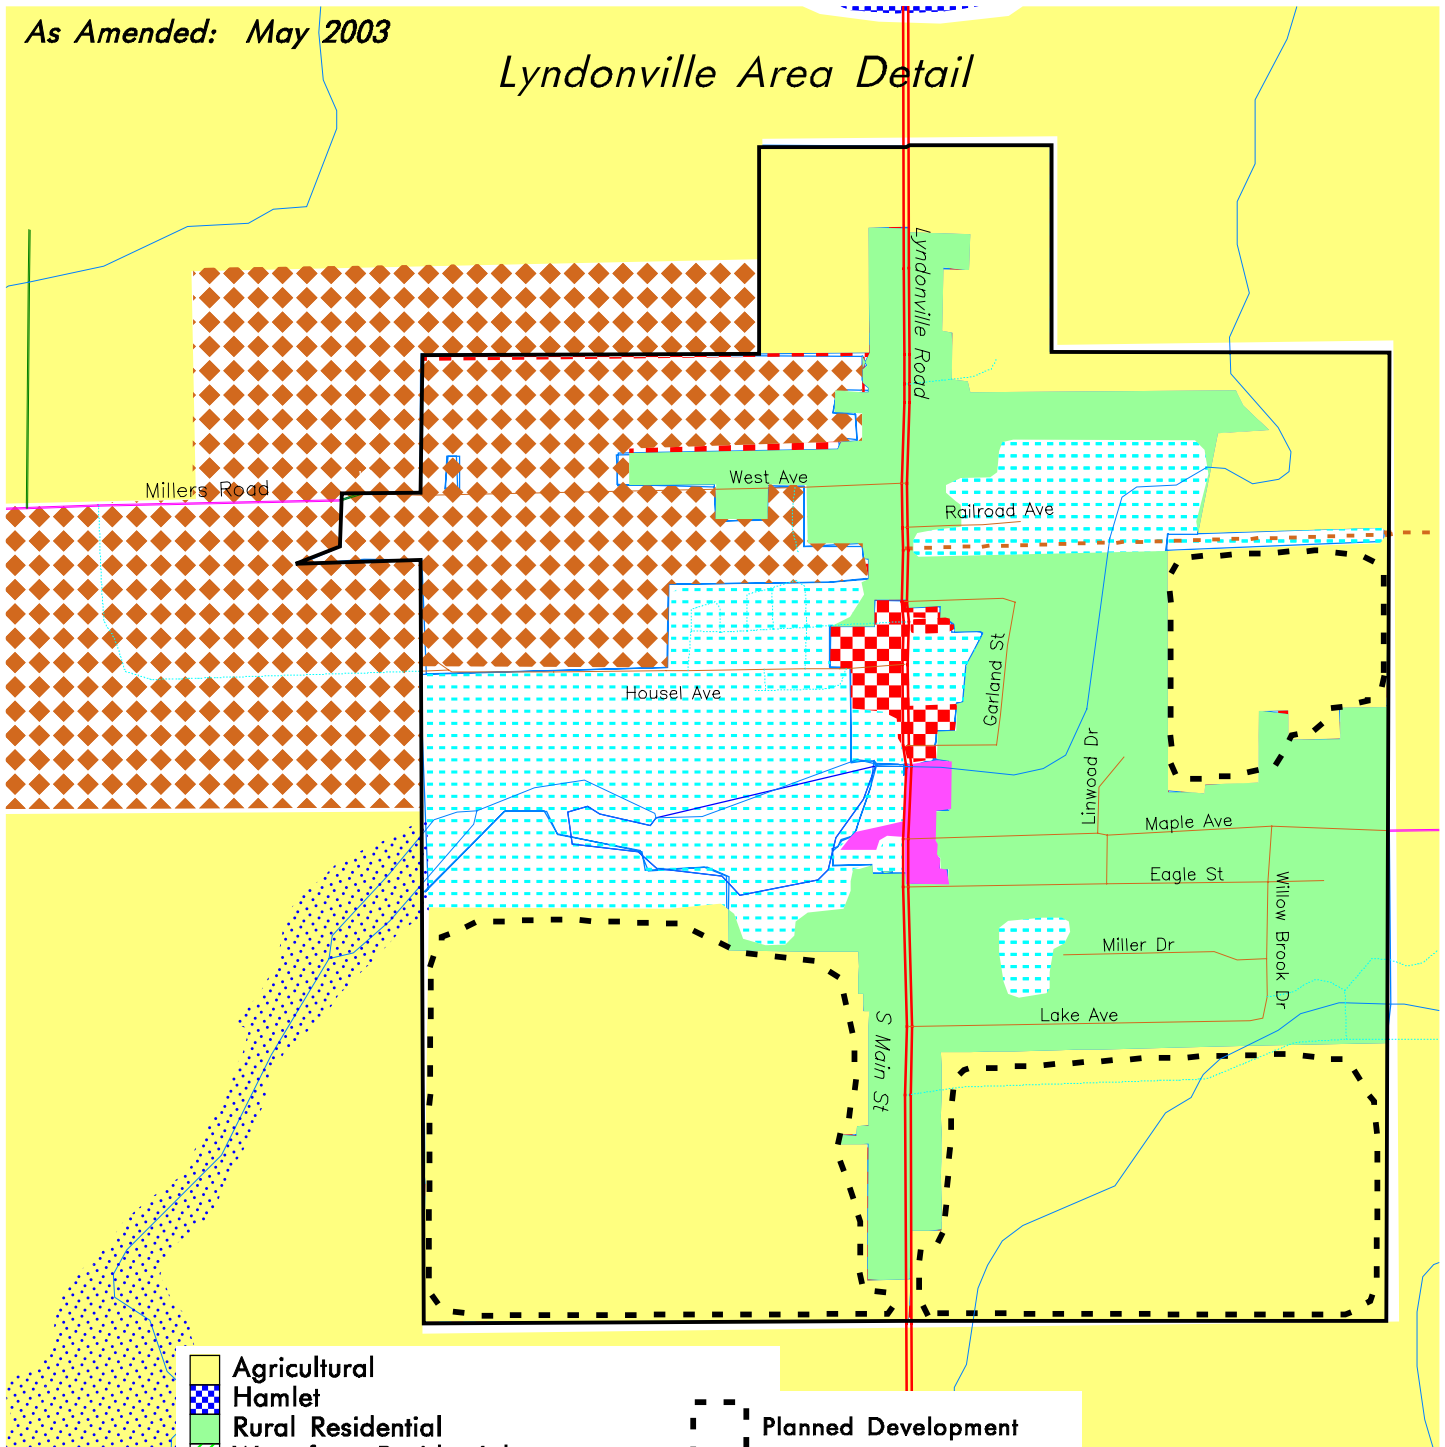 As Amended: May 2003
Lyndonville Area Detail
Lyndonville Road
Millers Road
West Ave
Railroad Ave
Garland St
Housel Ave
Linwood Dr
Maple Ave
Eagle St
Willow Brook Dr
Miller Dr
Lake Ave
S Main St
Agricultural
Hamlet
Rural Residential
Planned Development